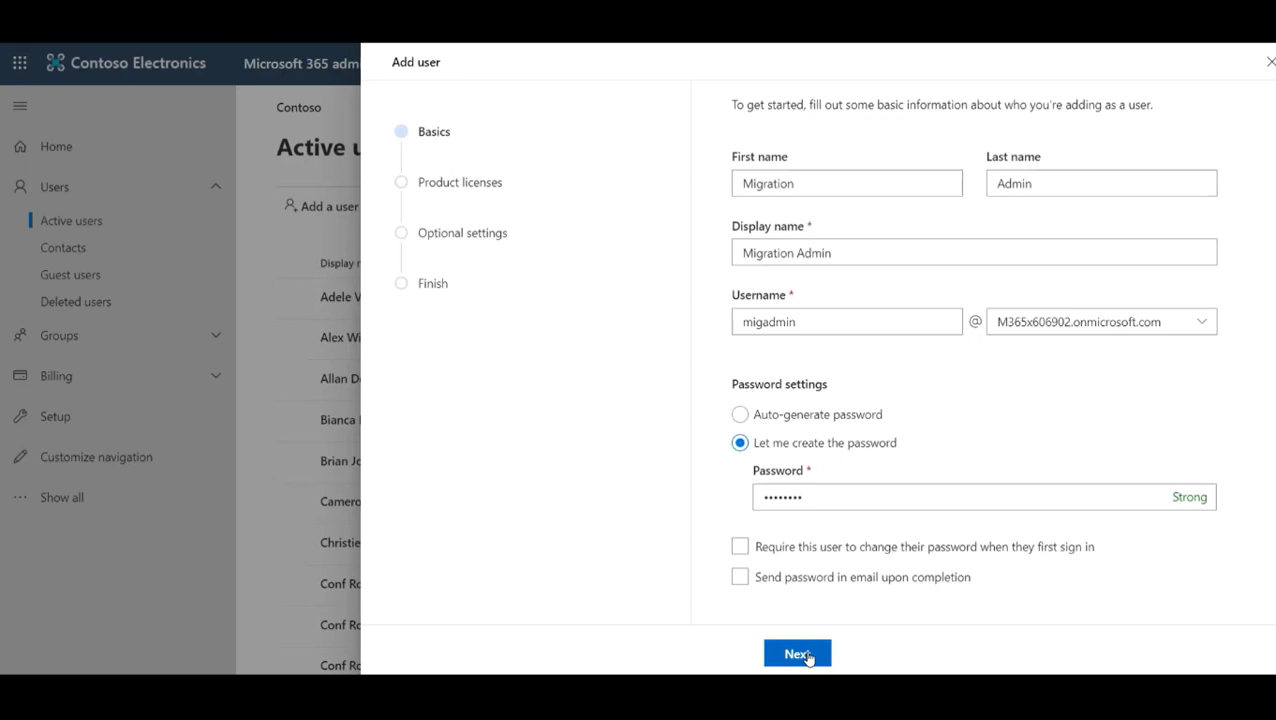 Contoso Electronics
Microsoft 365 adm
Add user
Home
Users
Active users
Contacts
Guest users
Deleted users
Groups
Billing
Setup
Customize navigation
Show all
Contoso
Active u
Add a user
Display n
Adele V
Alex Wi
Allan D
Bianca
Brian Jo
Camero
Christie
Conf Ro
Conf Ro
Conf Ro
Basics
Product licenses
Optional settings
Finish
To get started, fill out some basic information about who you're adding as a user.
First name Last name
Migration Admin
Display name *
Migration Admin
Username *
migadmin @ M365x606902.onmicrosoft.com
Password settings
Auto-generate password
Let me create the password
Password *
•••••••• Strong
Require this user to change their password when they first sign in
Send password in email upon completion
Next